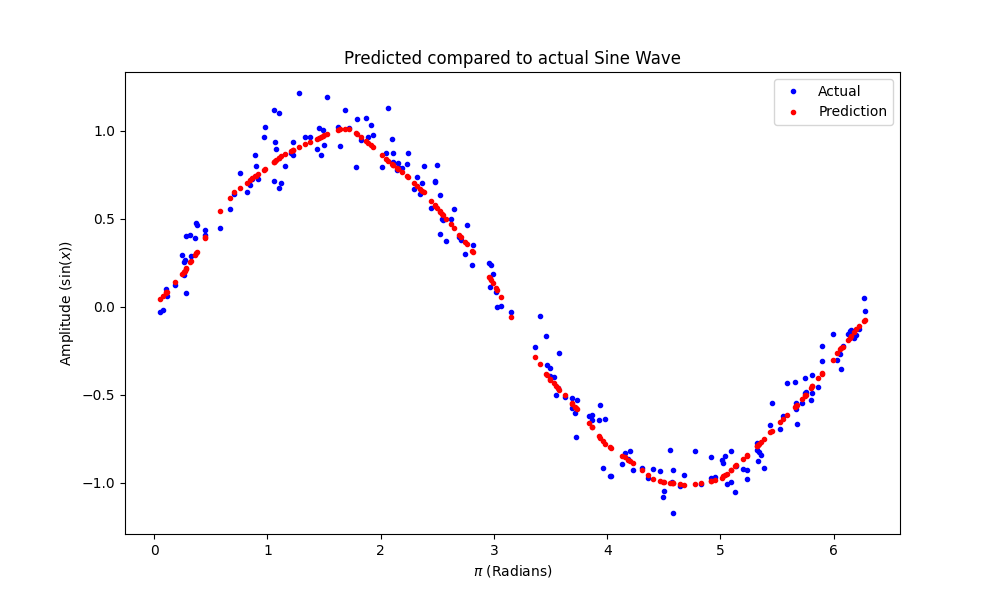 Predicted compared to actual Sine Wave
Actual
Prediction
Amplitude (sin(x))
1.0
0.5
0.0
−0.5
−1.0
0 1 2 3 4 5 6
π (Radians)